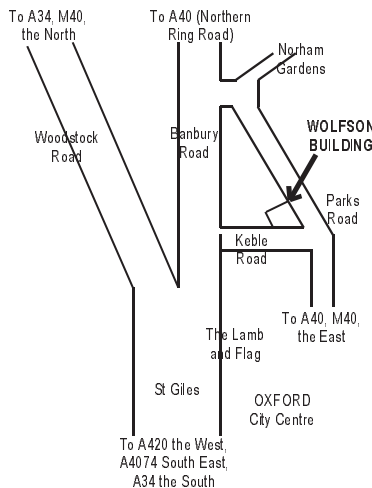 To A34, M40,
the North
To A40 (Northern
Ring Road)
Norham
Gardens
Woodstock
Road
Banbury
Road
WOLFSON
BUILDING
Parks
Road
Keble
Road
To A40, M40,
the East
The Lamb
and Flag
St Giles
OXFORD
City Centre
To A420 the West,
A4074 South East,
A34 the South